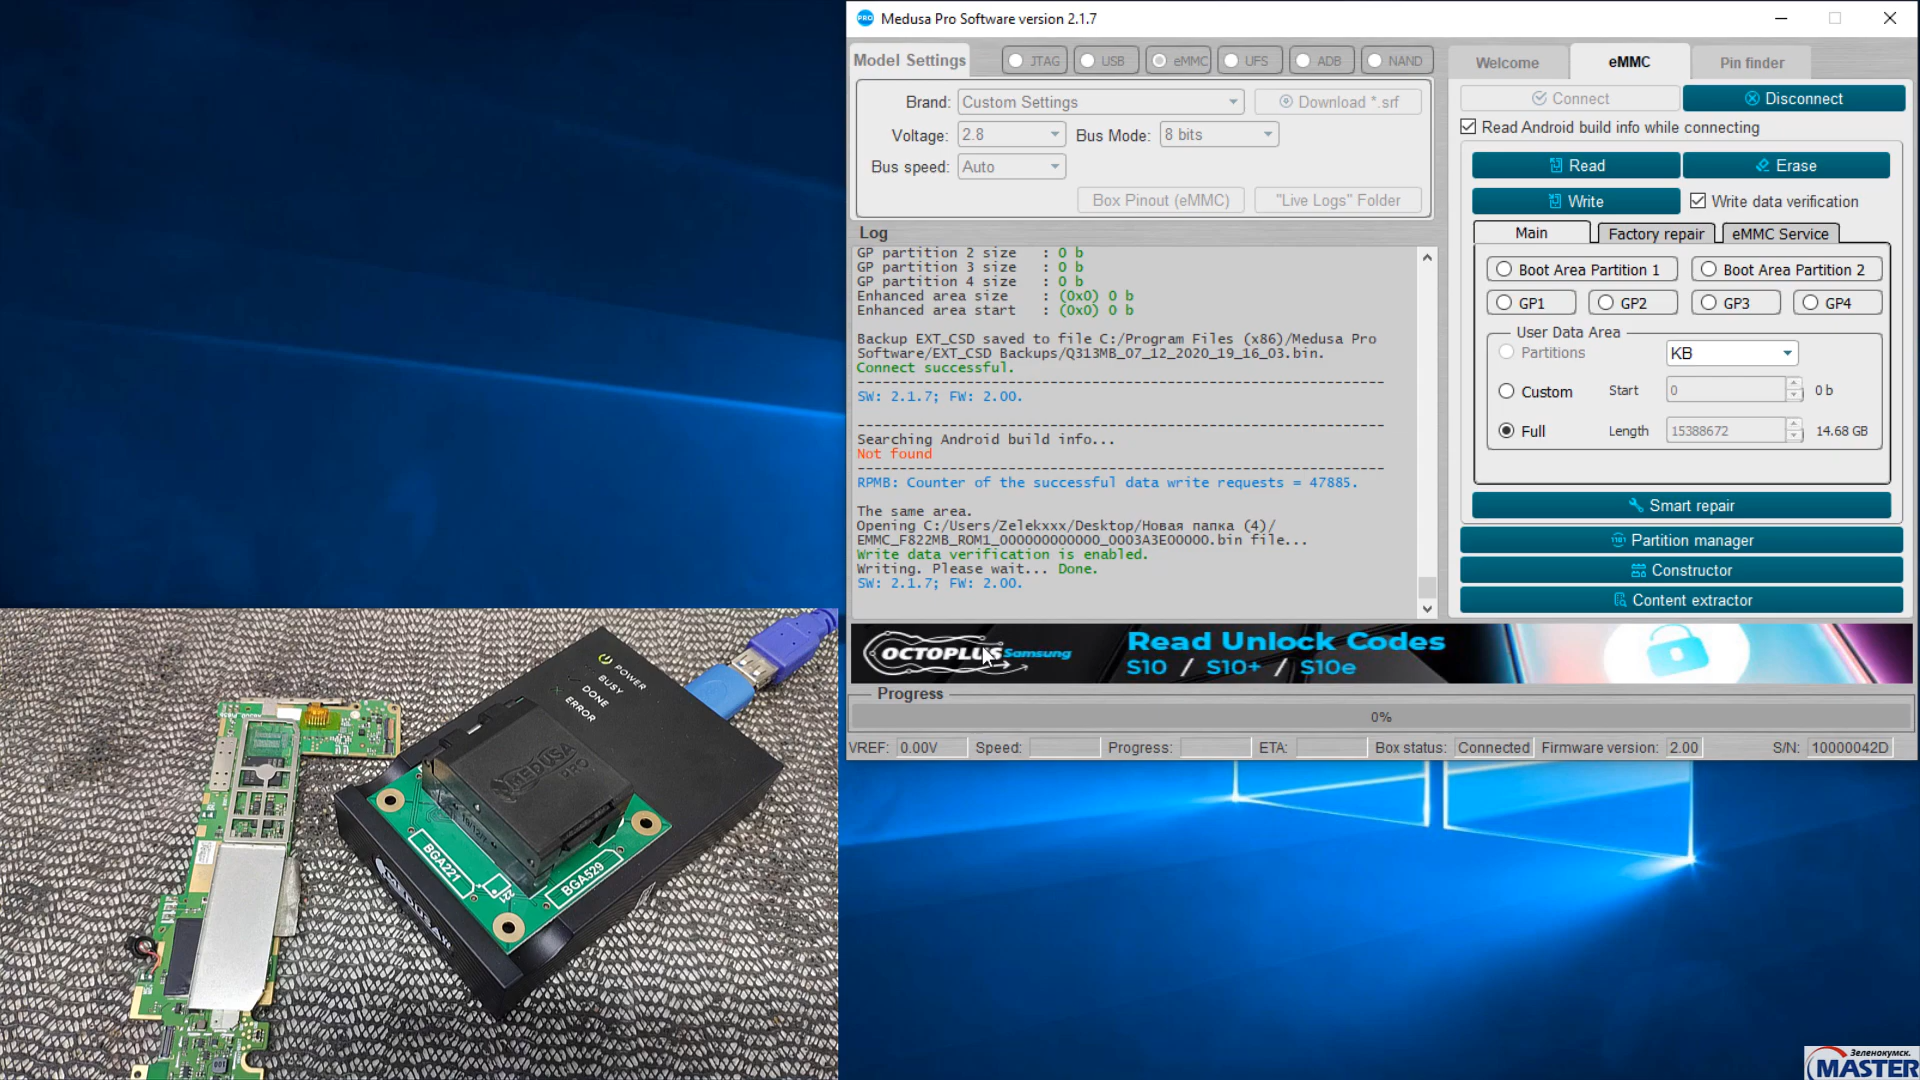 Medusa Pro Software version 2.1.7
Model Settings
JTAG
USB
eMMC
UFS
ADB
NAND
Brand: Custom Settings
Download *.srf
Voltage: 2.8
Bus Mode: 8 bits
Bus speed: Auto
Box Pinout (eMMC)
"Live Logs" Folder
Log
GP partition 2 size : 0 b
GP partition 3 size : 0 b
GP partition 4 size : 0 b
Enhanced area size : (0x0) 0 b
Enhanced area start : (0x0) 0 b
Backup EXT_CSD saved to file C:/Program Files (x86)/Medusa Pro
Software/EXT_CSD Backups/Q313MB_07_12_2020_19_16_03.bin.
Connect successful.
--------------------------------------------------------------
SW: 2.1.7; FW: 2.00.
--------------------------------------------------------------
Searching Android build info...
Not found
--------------------------------------------------------------
RPMB: Counter of the successful data write requests = 47885.
The same area.
Opening C:/Users/Zelekxxx/Desktop/Новая папка (4)/
EMMC_F822MB_ROM1_000000000000_0003A3E00000.bin file...
Write data verification is enabled.
Writing. Please wait... Done.
SW: 2.1.7; FW: 2.00.
Welcome
eMMC
Pin finder
Connect
Disconnect
Read Android build info while connecting
Read
Erase
Write
Write data verification
Main
Factory repair
eMMC Service
Boot Area Partition 1
Boot Area Partition 2
GP1
GP2
GP3
GP4
User Data Area
Partitions
KB
Custom
Start
0
0 b
Full
Length
15388672
14.68 GB
Smart repair
Partition manager
Constructor
Content extractor
OCTOPLUS Samsung
Read Unlock Codes
S10 / S10+ / S10e
Progress
0%
VREF: 0.00V
Speed:
Progress:
ETA:
Box status: Connected
Firmware version: 2.00
S/N: 10000042D
POWER
BUSY
DONE
ERROR
MEDUSA
PRO
BGA221
BGA529
Зеленокумск.
MASTER